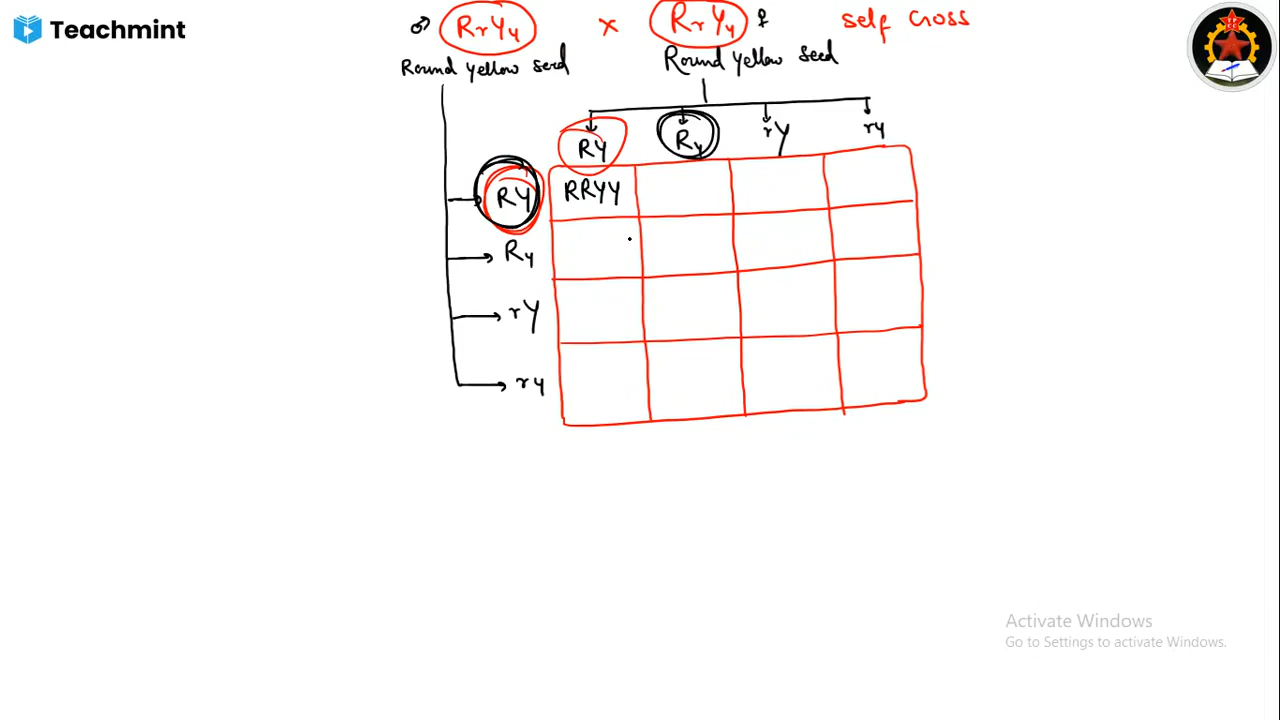 Teachmint
♂ RrYy × RrYy ♀ self cross
Round yellow seed Round yellow seed
RY Ry rY ry
RY RRYY
Ry
rY
ry
Activate Windows
Go to Settings to activate Windows.